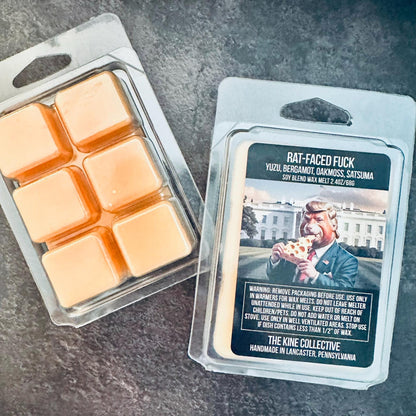 RAT-FACED FUCK
YUZU, BERGAMOT, OAKMOSS, SATSUMA
SOY BLEND WAX MELT 2.4OZ/68G
WARNING: REMOVE PACKAGING BEFORE USE. USE ONLY
IN WARMERS FOR WAX MELTS. DO NOT LEAVE MELTER
UNATTENDED WHILE IN USE. KEEP OUT OF REACH OF
CHILDREN/PETS. DO NOT ADD WATER OR MELT ON
STOVE. USE ONLY IN WELL VENTILATED AREAS. STOP USE
IF DISH CONTAINS LESS THAN 1/2" OF WAX.
THE KINE COLLECTIVE
HANDMADE IN LANCASTER, PENNSYLVANIA